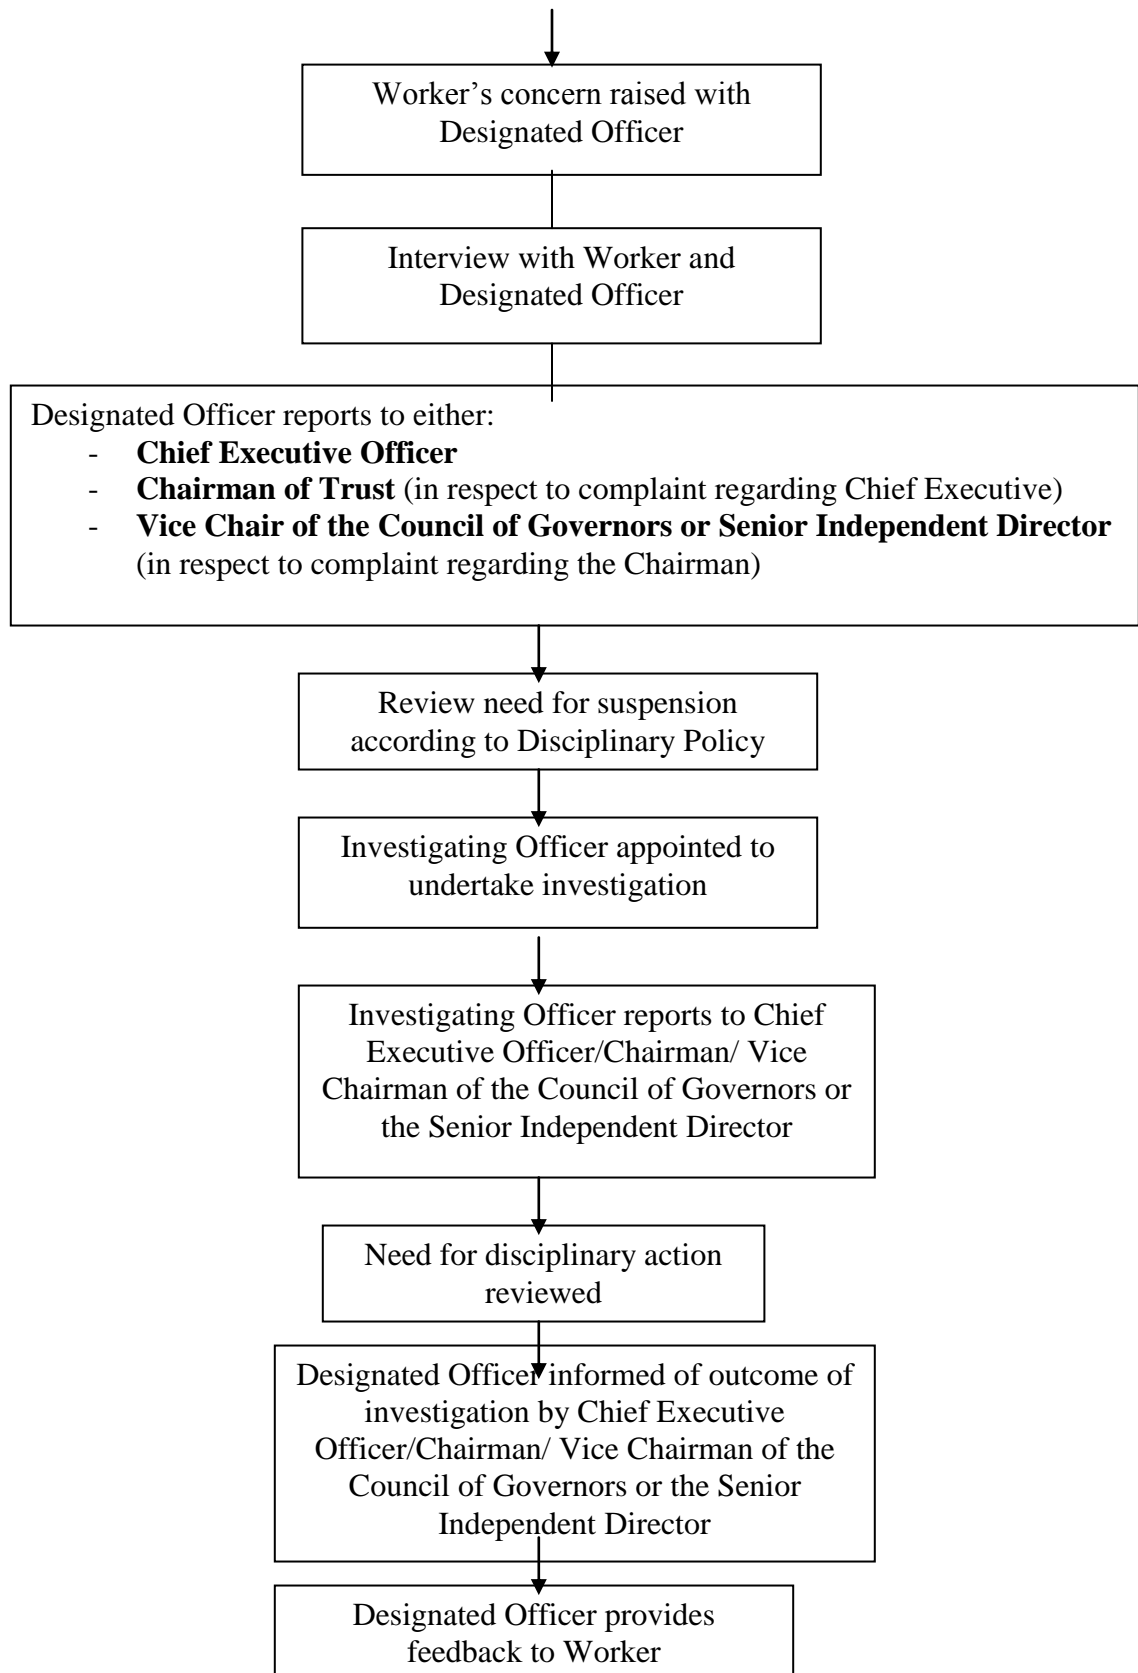 Worker’s concern raised with
Designated Officer
Interview with Worker and
Designated Officer
Designated Officer reports to either:
- Chief Executive Officer
- Chairman of Trust (in respect to complaint regarding Chief Executive)
- Vice Chair of the Council of Governors or Senior Independent Director
(in respect to complaint regarding the Chairman)
Review need for suspension
according to Disciplinary Policy
Investigating Officer appointed to
undertake investigation
Investigating Officer reports to Chief
Executive Officer/Chairman/ Vice
Chairman of the Council of Governors or
the Senior Independent Director
Need for disciplinary action
reviewed
Designated Officer informed of outcome of
investigation by Chief Executive
Officer/Chairman/ Vice Chairman of the
Council of Governors or the Senior
Independent Director
Designated Officer provides
feedback to Worker